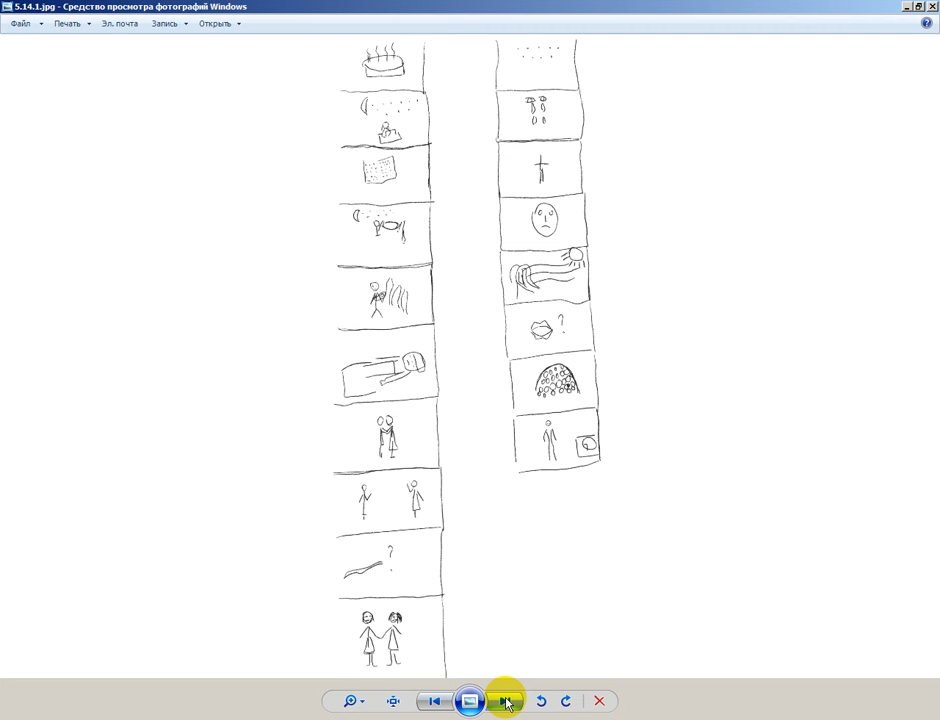 5.14.1.jpg - Средство просмотра фотографий Windows
Файл Печать Эл. почта Запись Открыть
?
?
?